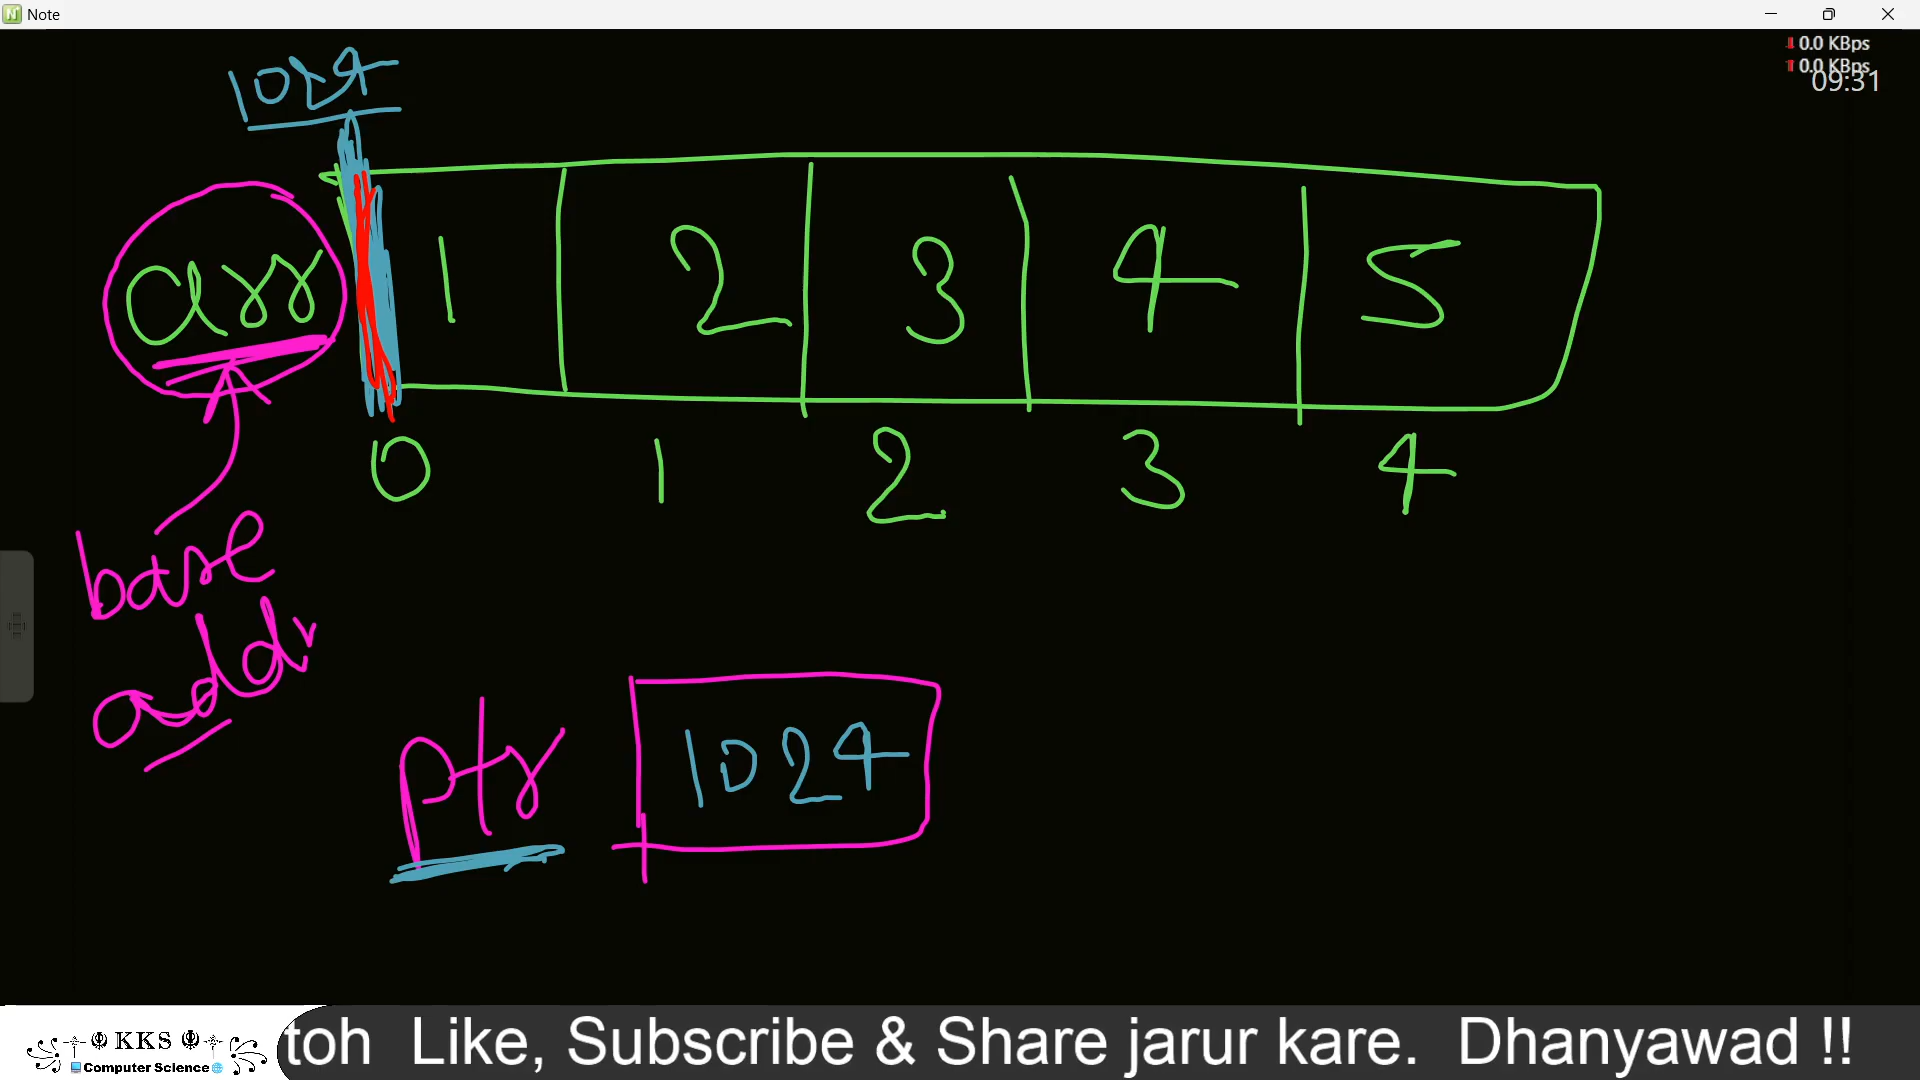 Note
0.0 KBps
0.0 KBps
09:31
1024
arr 1 2 3 4 5
0 1 2 3 4
base
addr
ptr 1024
KKS
Computer Science
toh Like, Subscribe & Share jarur kare. Dhanyawad !!